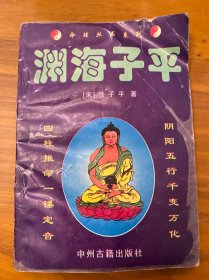 命理丛书系列
渊海子平
(宋)徐子平 著
阴阳五行千变万化
四柱推命一锤定音
中州古籍出版社